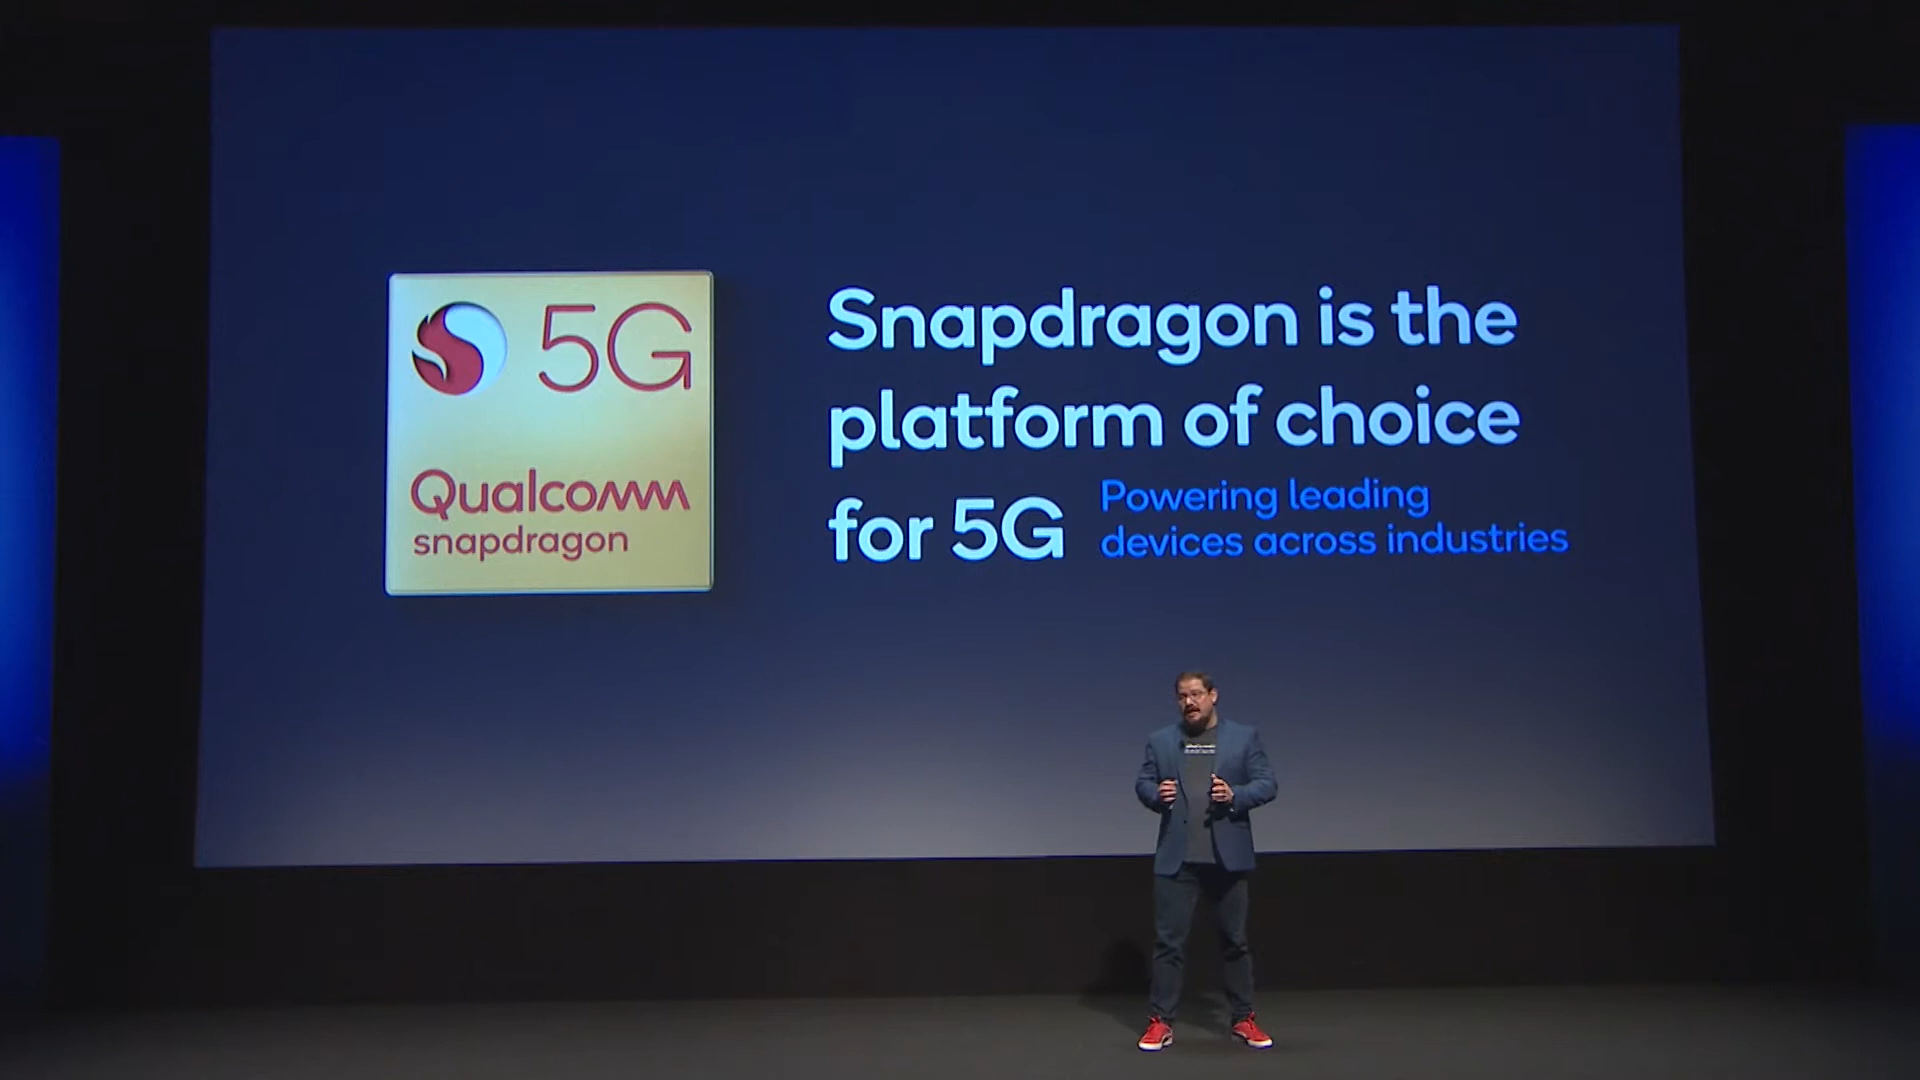 5G
Qualcomm
snapdragon
Snapdragon is the
platform of choice
for 5G
Powering leading
devices across industries